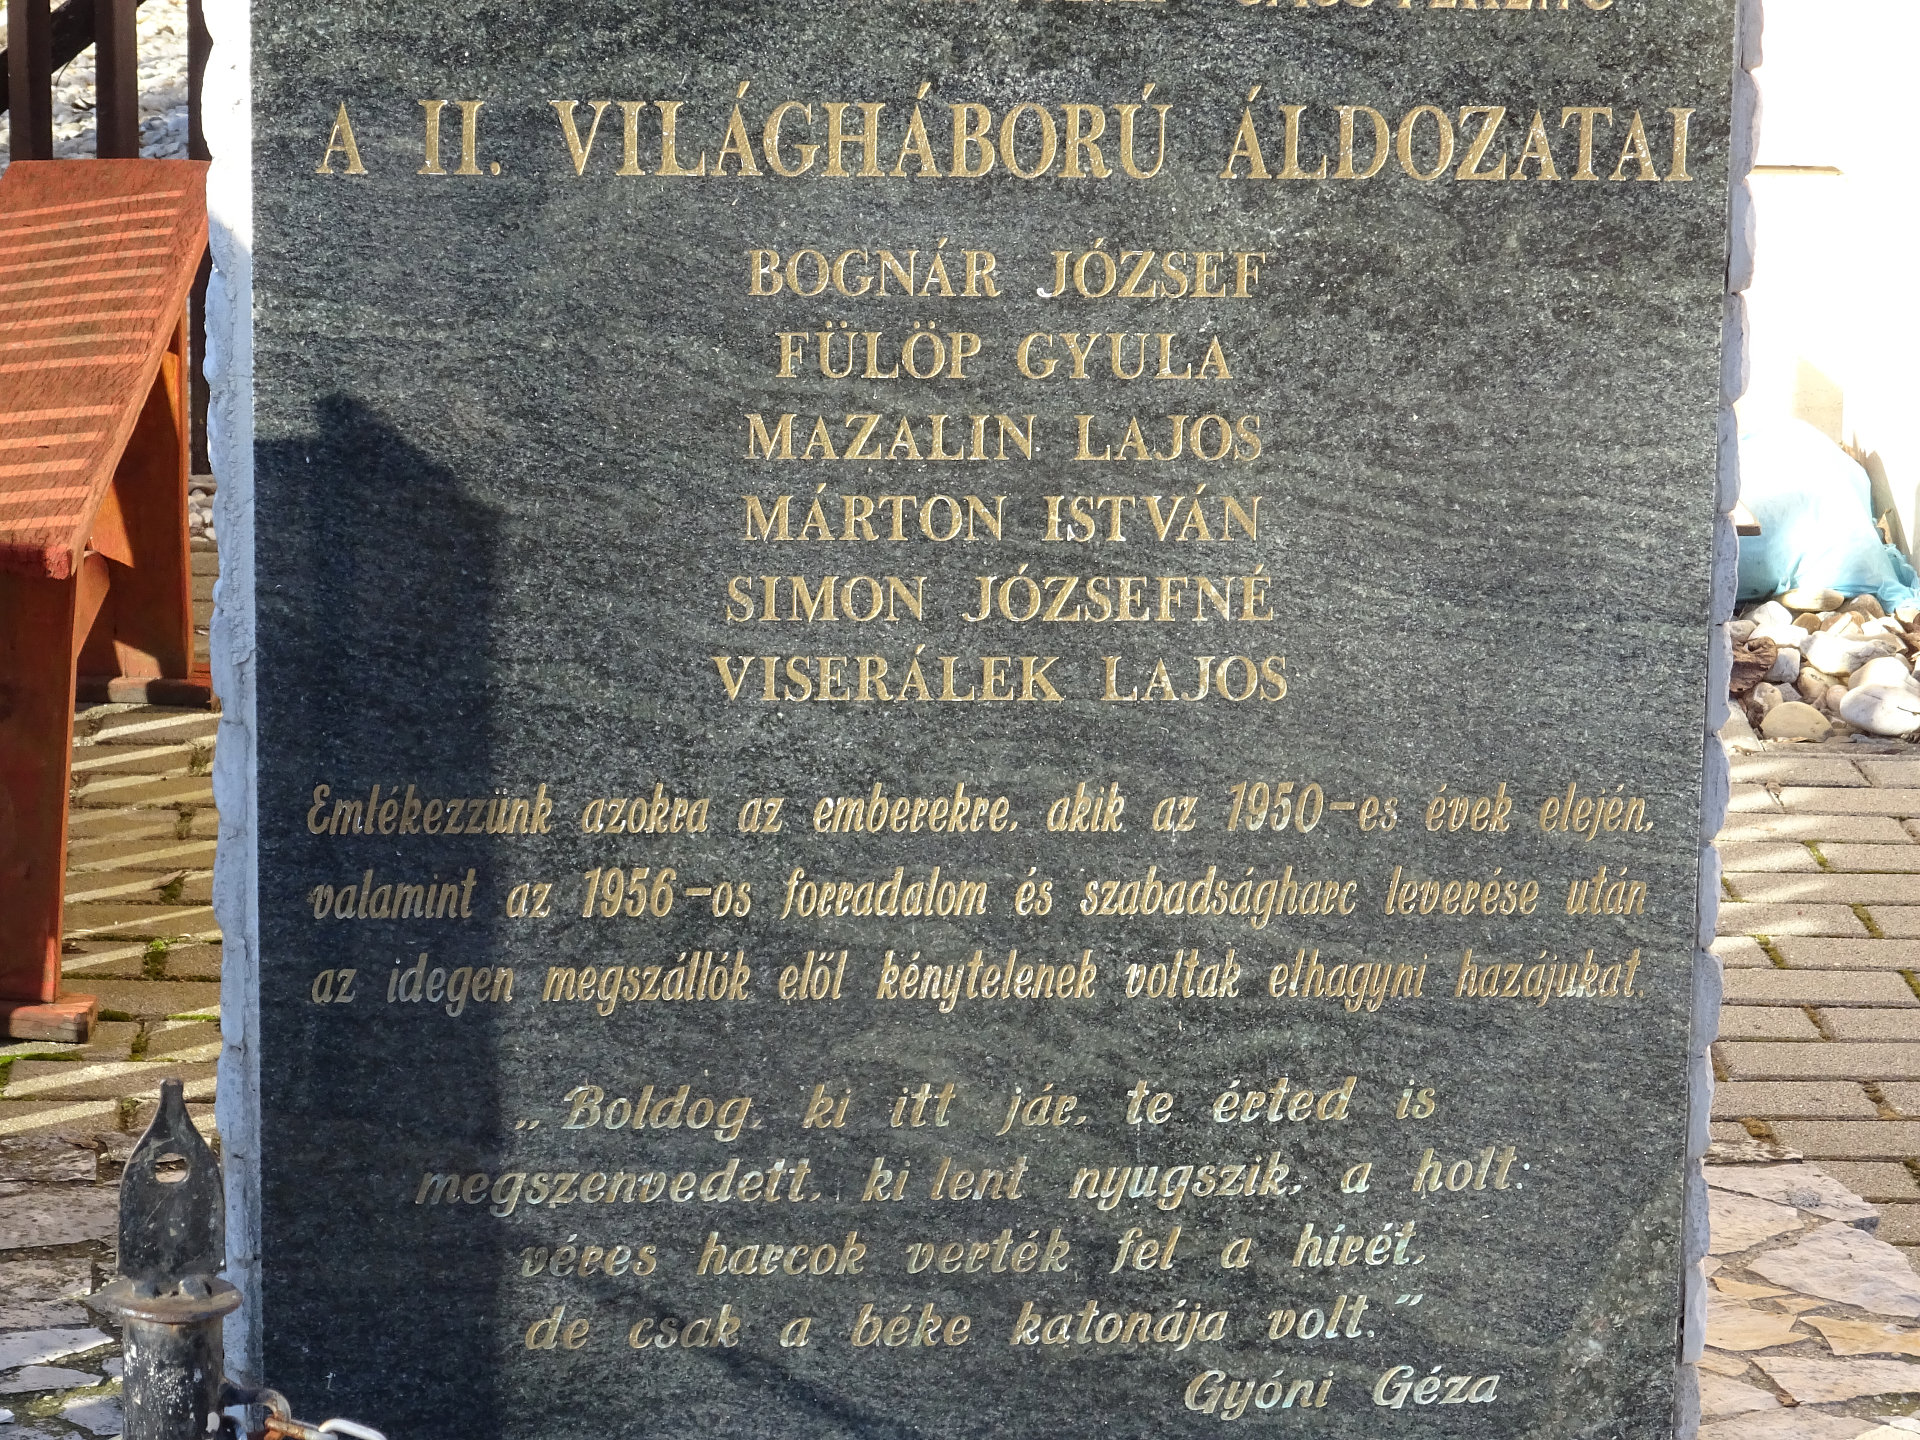 A II. VILÁGHÁBORÚ ÁLDOZATAI
BOGNÁR JÓZSEF
FÜLÖP GYULA
MAZALIN LAJOS
MÁRTON ISTVÁN
SIMON JÓZSEFNÉ
VISERÁLEK LAJOS
Emlékezzünk azokra az emberekre, akik az 1950-es évek elején,
valamint az 1956-os forradalom és szabadságharc leverése után
az idegen megszállók elől kénytelenek voltak elhagyni hazájukat.
„Boldog, ki itt jár, te érted is
megszenvedett, ki lent nyugszik, a holt:
véres harcok verték fel a hírét,
de csak a béke katonája volt."
Gyóni Géza